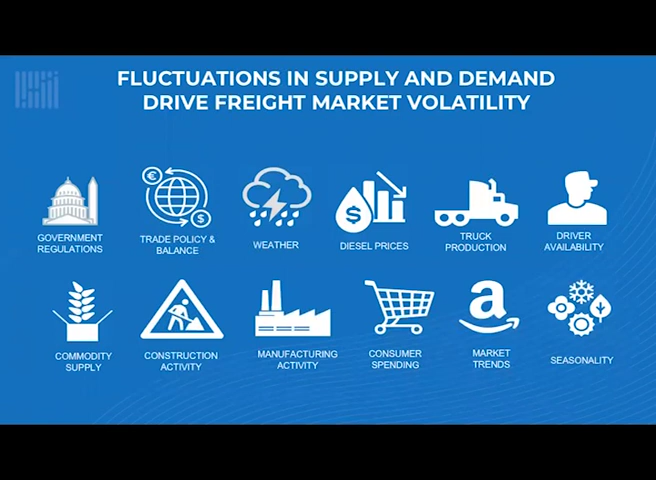 FLUCTUATIONS IN SUPPLY AND DEMAND
DRIVE FREIGHT MARKET VOLATILITY
GOVERNMENT
REGULATIONS
€
$
TRADE POLICY &
BALANCE
WEATHER
$
DIESEL PRICES
TRUCK
PRODUCTION
DRIVER
AVAILABILITY
COMMODITY
SUPPLY
CONSTRUCTION
ACTIVITY
MANUFACTURING
ACTIVITY
CONSUMER
SPENDING
a
MARKET
TRENDS
SEASONALITY